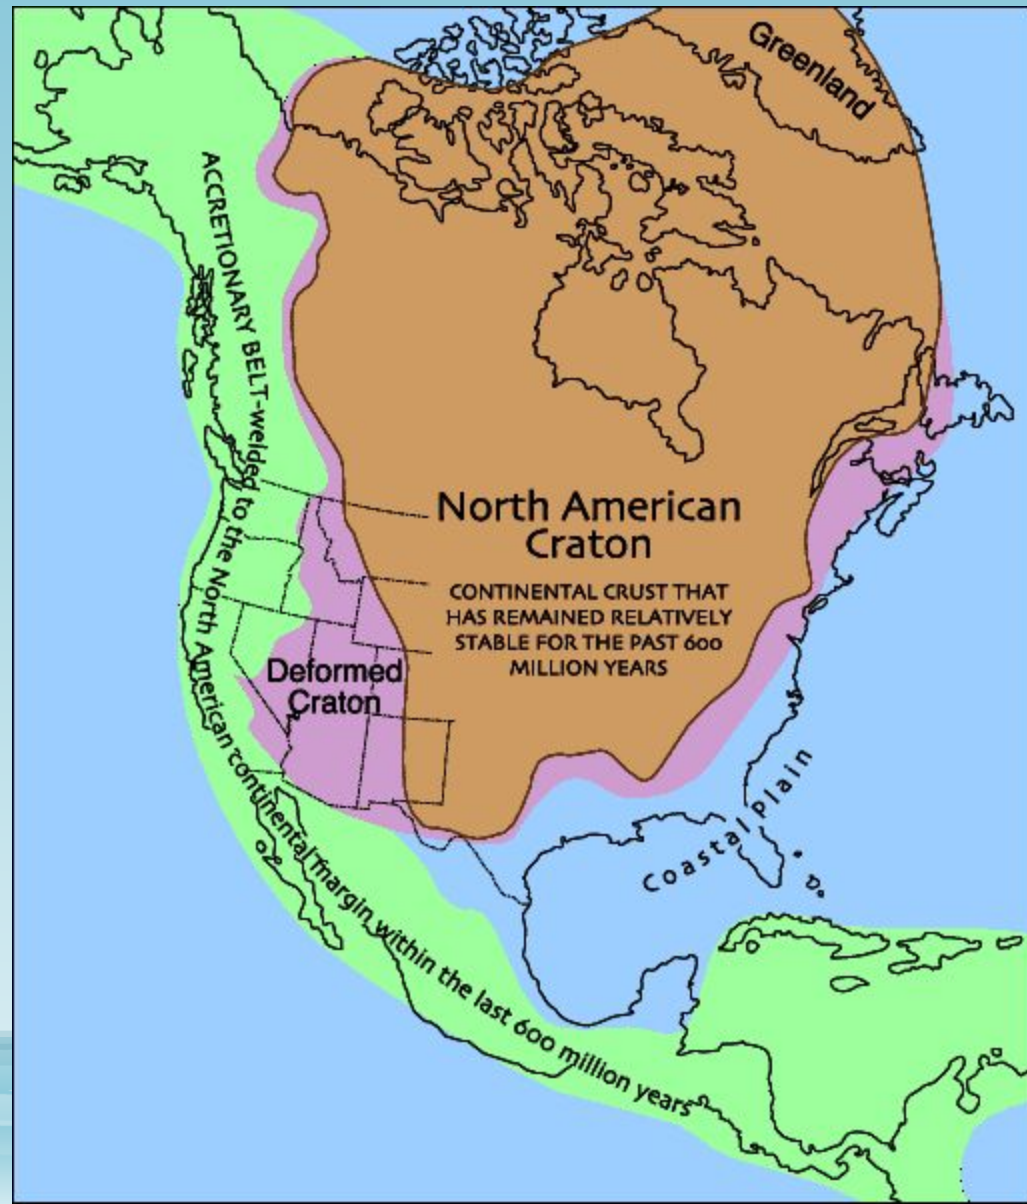 Greenland
ACCRETIONARY BELT-welded to the North American continental margin within the last 600 million years
North American
Craton
CONTINENTAL CRUST THAT
HAS REMAINED RELATIVELY
STABLE FOR THE PAST 600
MILLION YEARS
Deformed
Craton
Coastal Plain